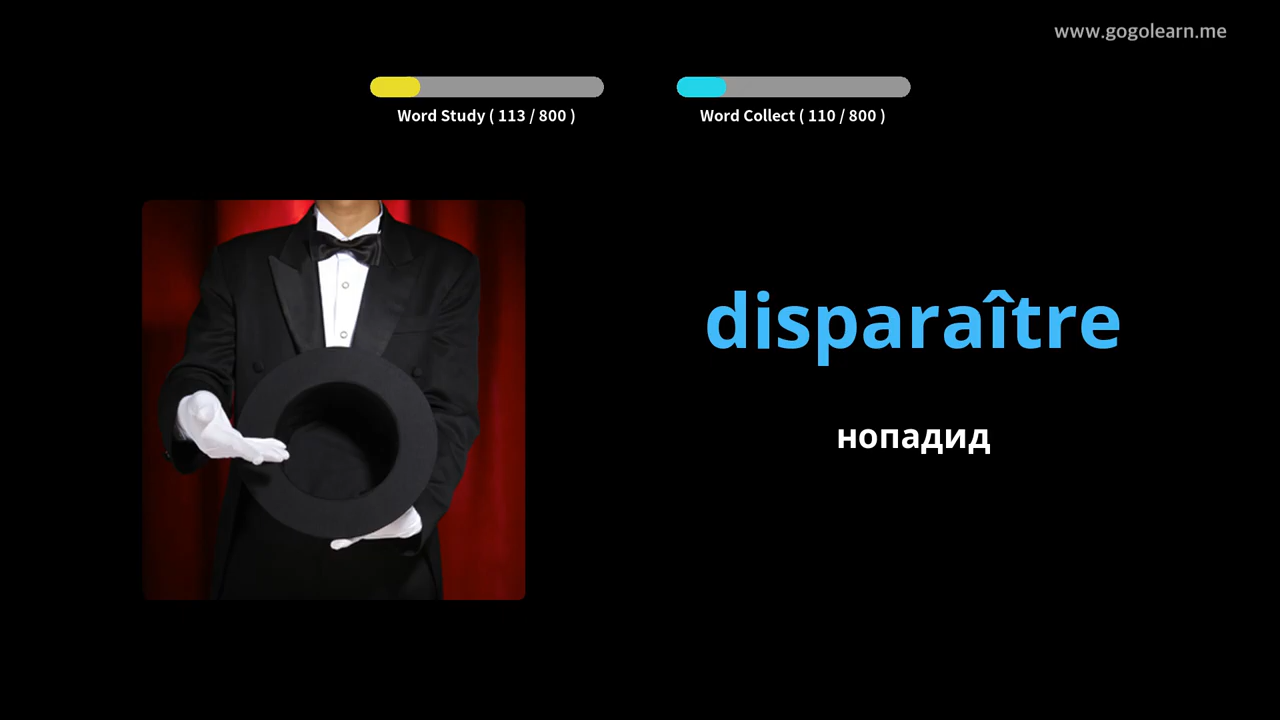 www.gogolearn.me
Word Study ( 113 / 800 )
Word Collect ( 110 / 800 )
disparaître
нопадид